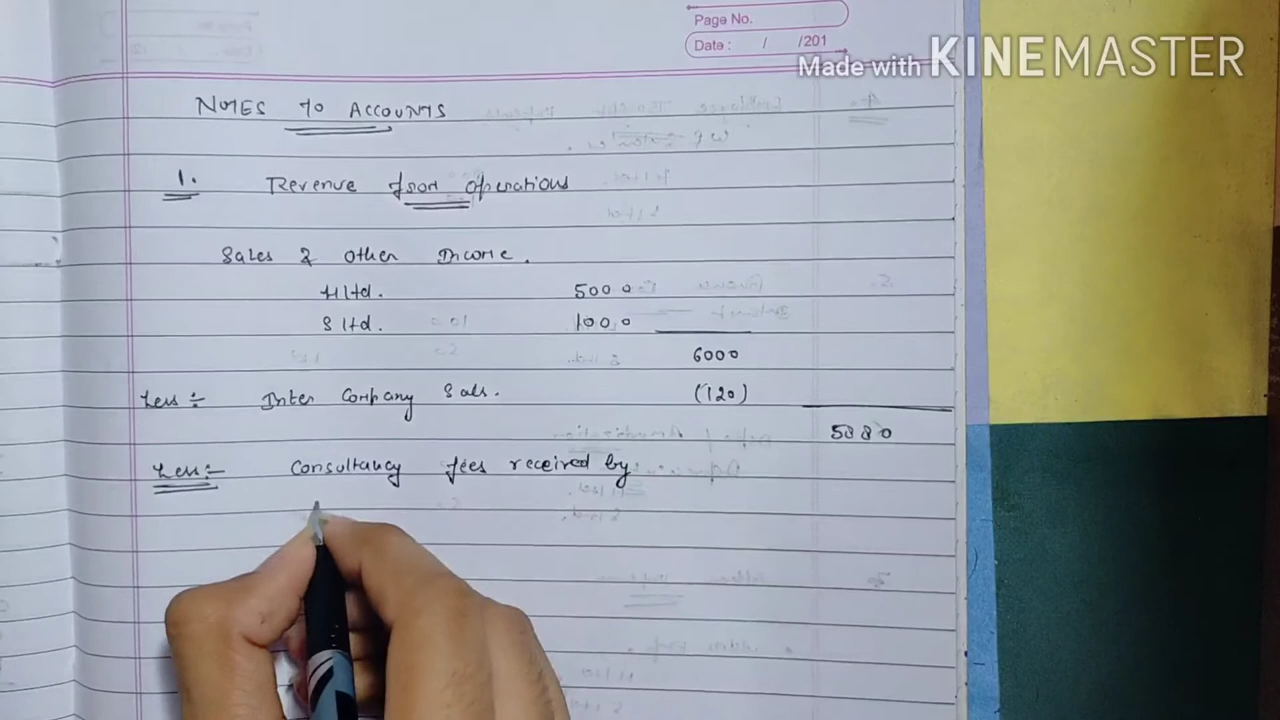 Page No.
Date : / /201
Made with KINEMASTER
NOTES TO ACCOUNTS
1. Revenue from Operations
Sales & other Income.
H ltd. 5000
S ltd. 1000
6000
Less :- Inter Company Sales. (120)
5880
Less :- Consultancy fees received by